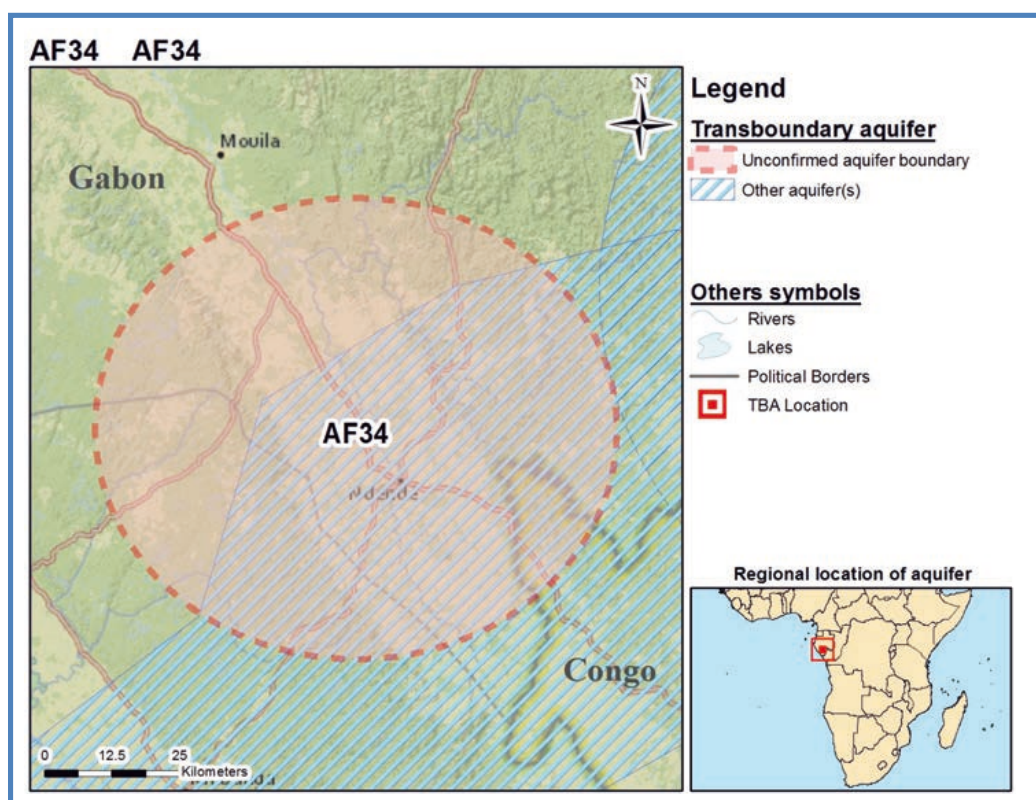 AF34 AF34
N
Mouila
Gabon
AF34
Ndende
Congo
0 12.5 25
Kilometers
Legend
Transboundary aquifer
Unconfirmed aquifer boundary
Other aquifer(s)
Others symbols
Rivers
Lakes
Political Borders
TBA Location
Regional location of aquifer